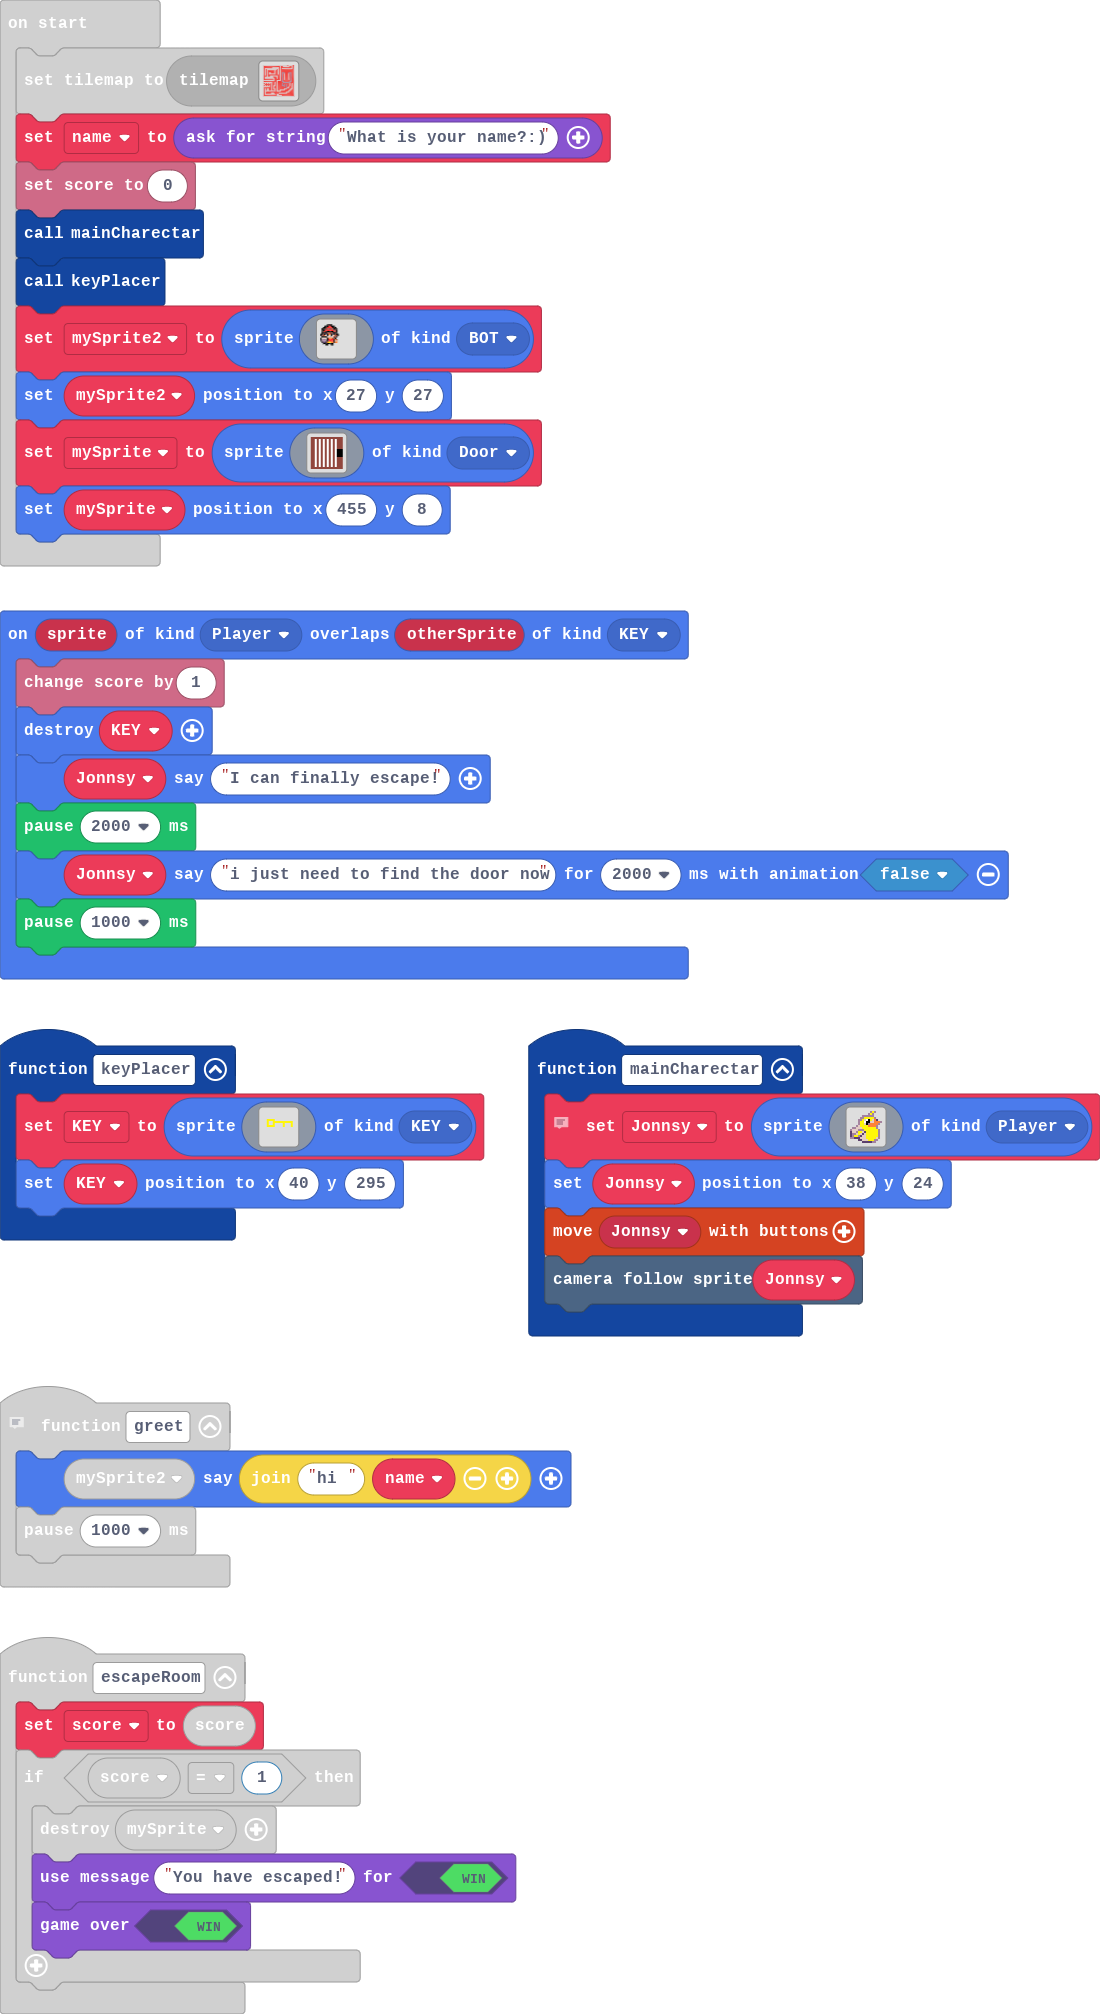 on start
set tilemap to tilemap
set name to ask for string "What is your name?:)"
set score to 0
call mainCharectar
call keyPlacer
set mySprite2 to sprite of kind BOT
set mySprite2 position to x 27 y 27
set mySprite to sprite of kind Door
set mySprite position to x 455 y 8
on sprite of kind Player overlaps otherSprite of kind KEY
change score by 1
destroy KEY
Jonnsy say "I can finally escape!"
pause 2000 ms
Jonnsy say "i just need to find the door now" for 2000 ms with animation false
pause 1000 ms
function keyPlacer
set KEY to sprite of kind KEY
set KEY position to x 40 y 295
function mainCharectar
set Jonnsy to sprite of kind Player
set Jonnsy position to x 38 y 24
move Jonnsy with buttons
camera follow sprite Jonnsy
function greet
mySprite2 say join "hi " name
pause 1000 ms
function escapeRoom
set score to score
if score = 1 then
destroy mySprite
use message "You have escaped!" for WIN
game over WIN